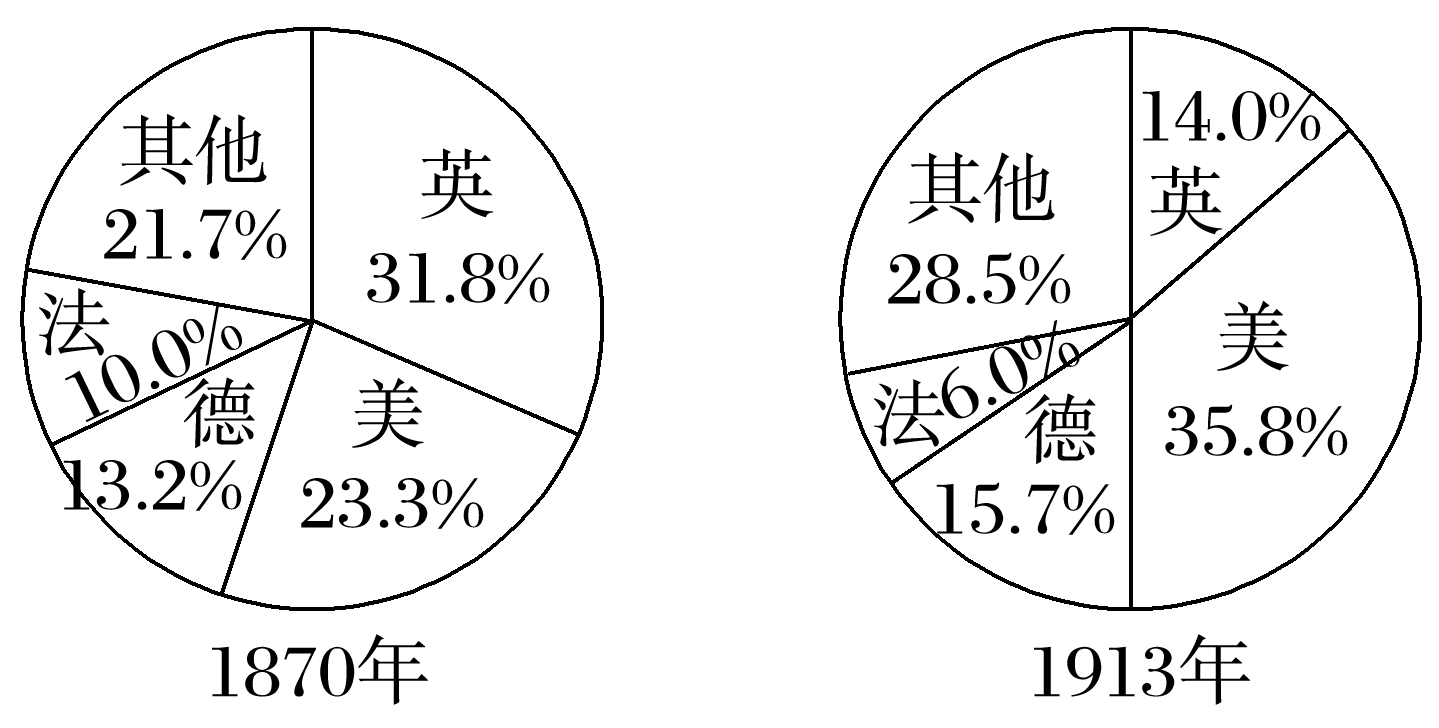 其他
21.7%
英
31.8%
法
10.0%
德
13.2%
美
23.3%
1870年
14.0%
英
其他
28.5%
美
35.8%
法6.0%
德
15.7%
1913年